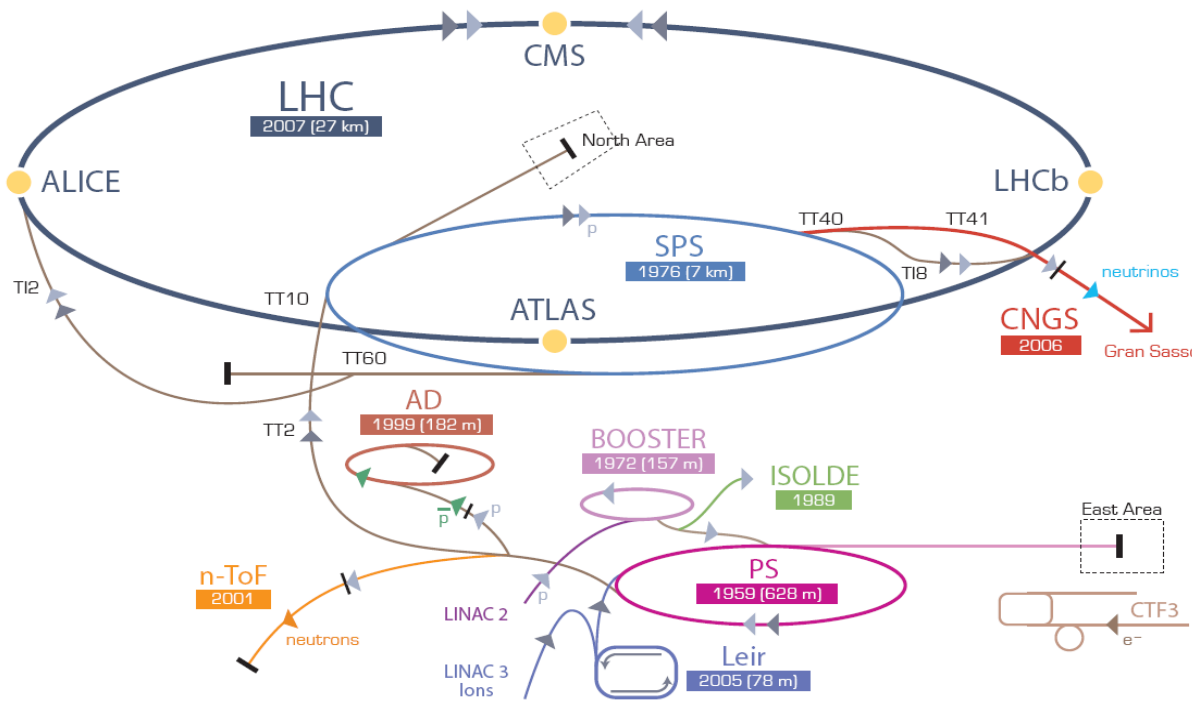 CMS
LHC
2007 (27 km)
North Area
ALICE
LHCb
TT40
TT41
p
SPS
1976 (7 km)
TI8
neutrinos
TI2
TT10
ATLAS
CNGS
2006
Gran Sasso
TT60
AD
1999 (182 m)
TT2
BOOSTER
1972 (157 m)
ISOLDE
1989
p
p
East Area
n-ToF
2001
PS
1959 (628 m)
LINAC 2
p
neutrons
CTF3
e–
LINAC 3
Ions
Leir
2005 (78 m)